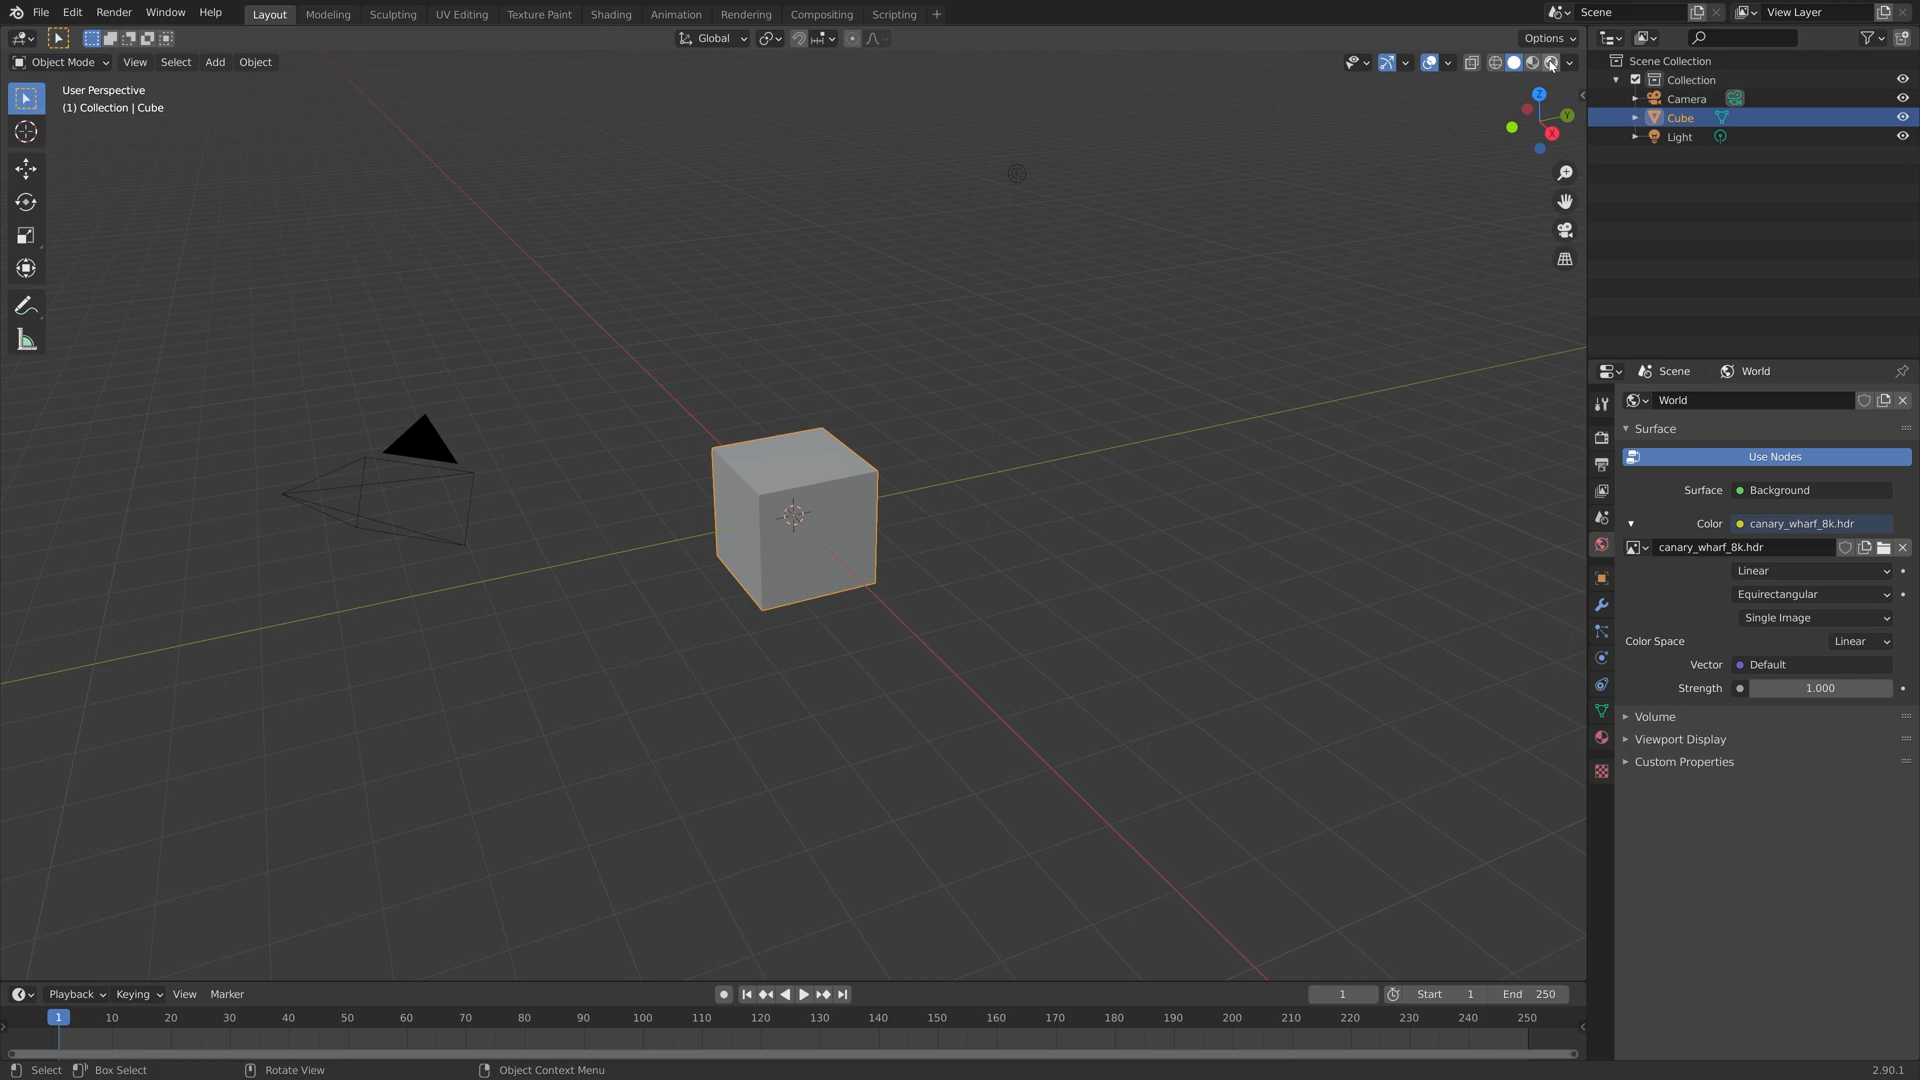 File Edit Render Window Help Layout Modeling Sculpting UV Editing Texture Paint Shading Animation Rendering Compositing Scripting + Scene View Layer
Global Options
Object Mode View Select Add Object
User Perspective
(1) Collection | Cube
Z
Y
X
Scene Collection
Collection
Camera
Cube
Light
Scene World
World
Surface
Use Nodes
Surface Background
Color canary_wharf_8k.hdr
canary_wharf_8k.hdr
Linear
Equirectangular
Single Image
Color Space Linear
Vector Default
Strength 1.000
Volume
Viewport Display
Custom Properties
Playback Keying View Marker 1 Start 1 End 250
1 10 20 30 40 50 60 70 80 90 100 110 120 130 140 150 160 170 180 190 200 210 220 230 240 250
Select Box Select Rotate View Object Context Menu 2.90.1